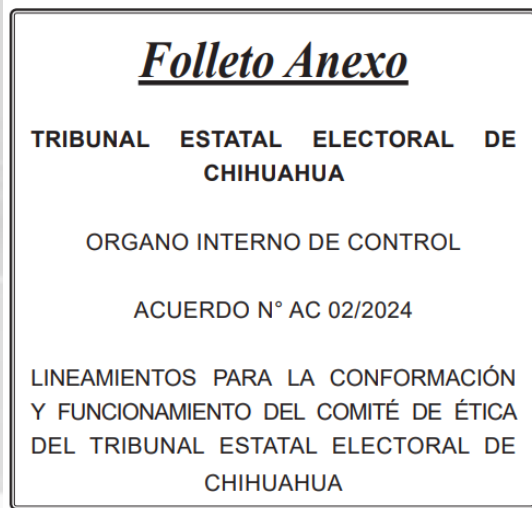 Folleto Anexo
TRIBUNAL ESTATAL ELECTORAL DE
CHIHUAHUA
ORGANO INTERNO DE CONTROL
ACUERDO N° AC 02/2024
LINEAMIENTOS PARA LA CONFORMACIÓN
Y FUNCIONAMIENTO DEL COMITÉ DE ÉTICA
DEL TRIBUNAL ESTATAL ELECTORAL DE
CHIHUAHUA